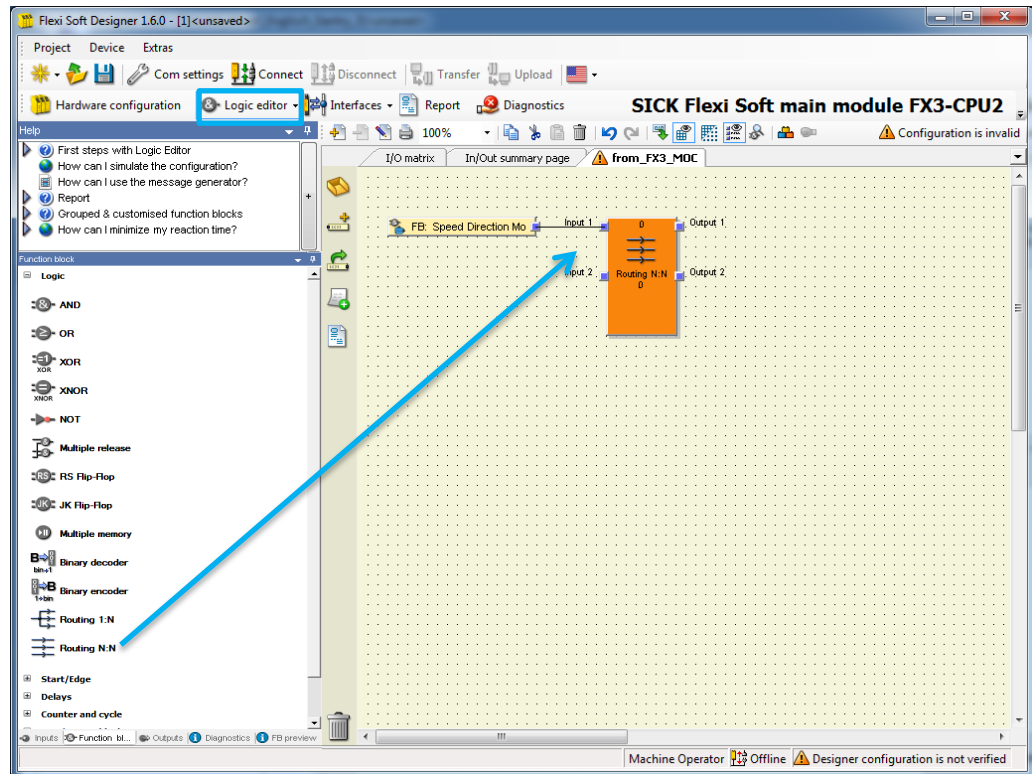 Flexi Soft Designer 1.6.0 - [1]<unsaved>
Project Device Extras
Com settings Connect Disconnect Transfer Upload
Hardware configuration Logic editor Interfaces Report Diagnostics SICK Flexi Soft main module FX3-CPU2
Help 100% Configuration is invalid
First steps with Logic Editor
How can I simulate the configuration?
How can I use the message generator?
Report
Grouped & customised function blocks
How can I minimize my reaction time?
I/O matrix In/Out summary page from_FX3_MOC
FB: Speed Direction Mo Input 1 0 Output 1
Input 2 Routing N:N Output 2
0
Function block
Logic
AND
OR
XOR
XNOR
NOT
Multiple release
RS Flip-Flop
JK Flip-Flop
Multiple memory
Binary decoder
Binary encoder
Routing 1:N
Routing N:N
Start/Edge
Delays
Counter and cycle
Inputs Function bl... Outputs Diagnostics FB preview
Machine Operator Offline Designer configuration is not verified